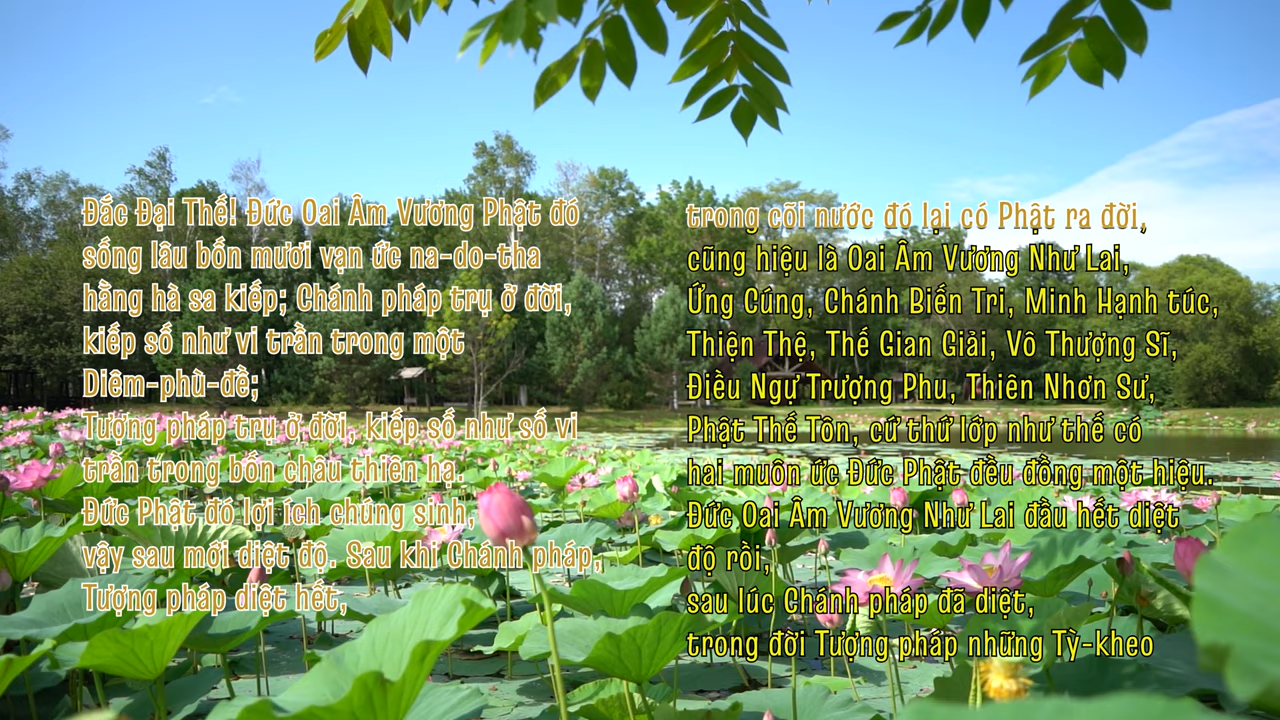 Đắc Đại Thế! Đức Oai Âm Vương Phật đó
sống lâu bốn mươi vạn ức na-do-tha
hằng hà sa kiếp; Chánh pháp trụ ở đời,
kiếp số như vi trần trong một
Diêm-phù-đề;
Tượng pháp trụ ở đời, kiếp số như số vi
trần trong bốn châu thiên hạ.
Đức Phật đó lợi ích chúng sinh,
vậy sau mới diệt độ. Sau khi Chánh pháp,
Tượng pháp diệt hết,
trong cõi nước đó lại có Phật ra đời,
cũng hiệu là Oai Âm Vương Như Lai,
Ứng Cúng, Chánh Biến Tri, Minh Hạnh túc,
Thiện Thệ, Thế Gian Giải, Vô Thượng Sĩ,
Điều Ngự Trượng Phu, Thiên Nhơn Sư,
Phật Thế Tôn, cứ thứ lớp như thế có
hai muôn ức Đức Phật đều đồng một hiệu.
Đức Oai Âm Vương Như Lai đầu hết diệt
độ rồi,
sau lúc Chánh pháp đã diệt,
trong đời Tượng pháp những Tỳ-kheo